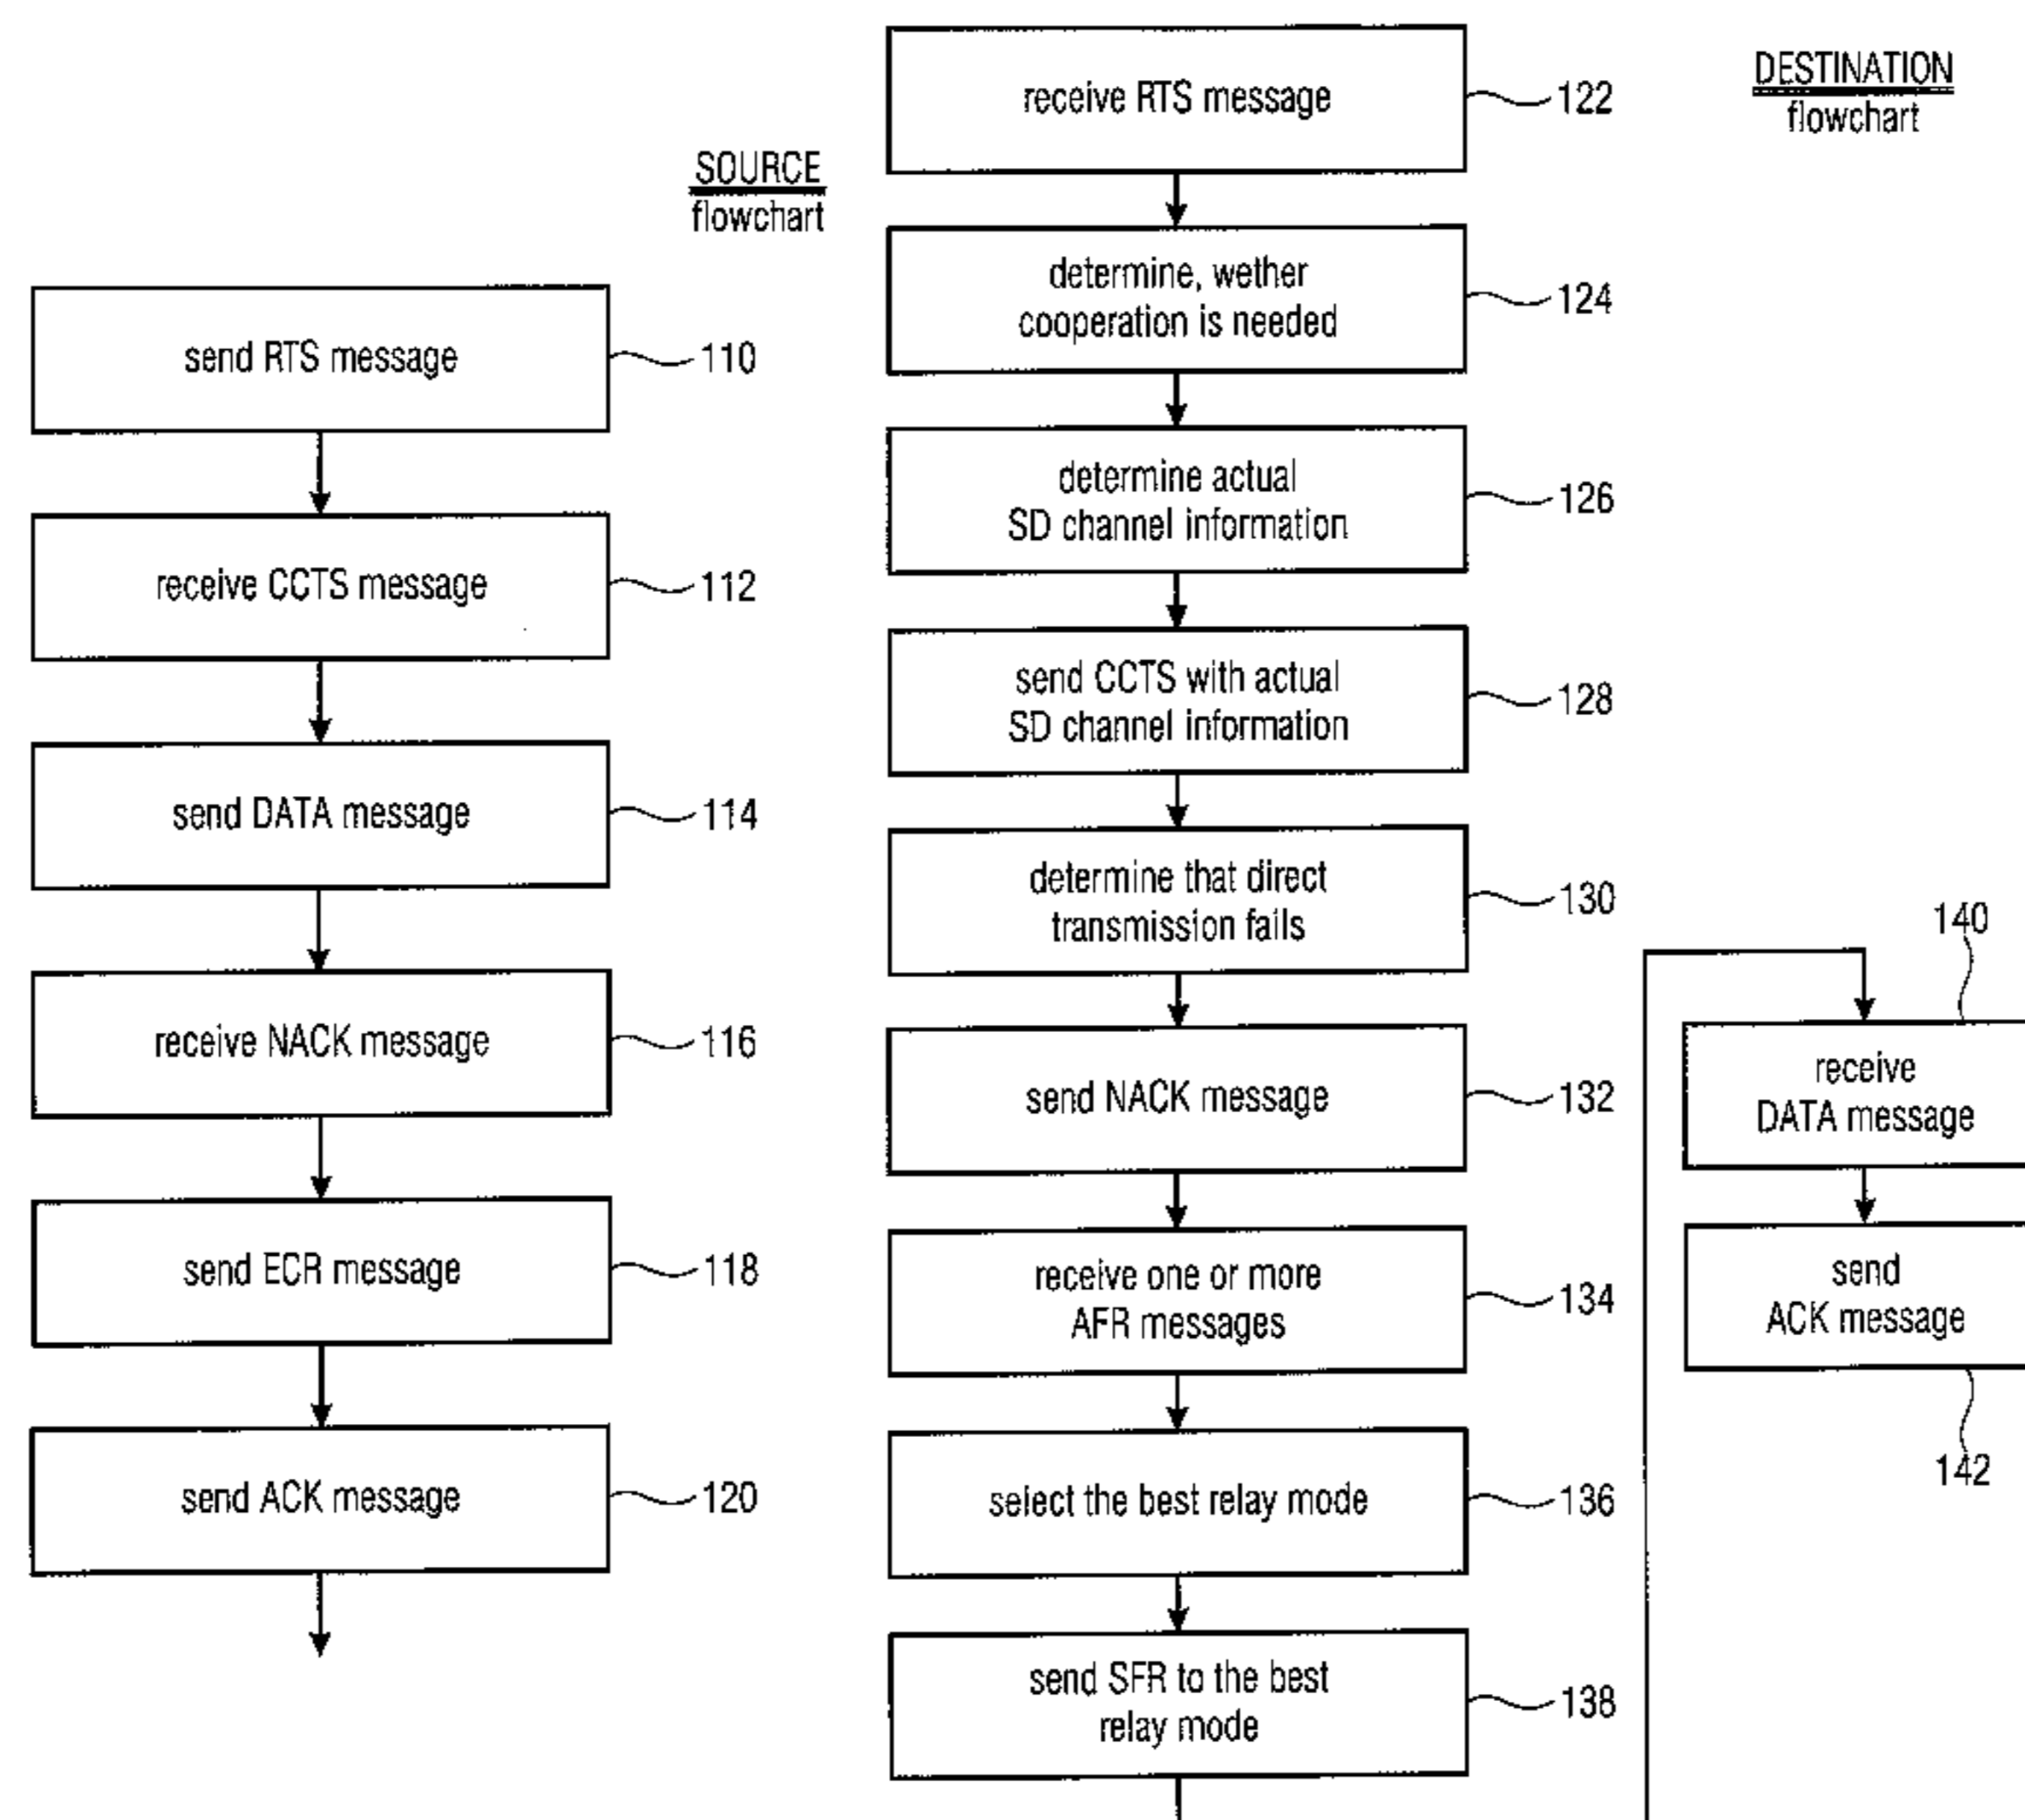 SOURCE
flowchart
send RTS message
110
receive CCTS message
112
send DATA message
114
receive NACK message
116
send ECR message
118
send ACK message
120
DESTINATION
flowchart
receive RTS message
122
determine, wether
cooperation is needed
124
determine actual
SD channel information
126
send CCTS with actual
SD channel information
128
determine that direct
transmission fails
130
send NACK message
132
receive one or more
AFR messages
134
select the best relay mode
136
send SFR to the best
relay mode
138
140
receive
DATA message
send
ACK message
142